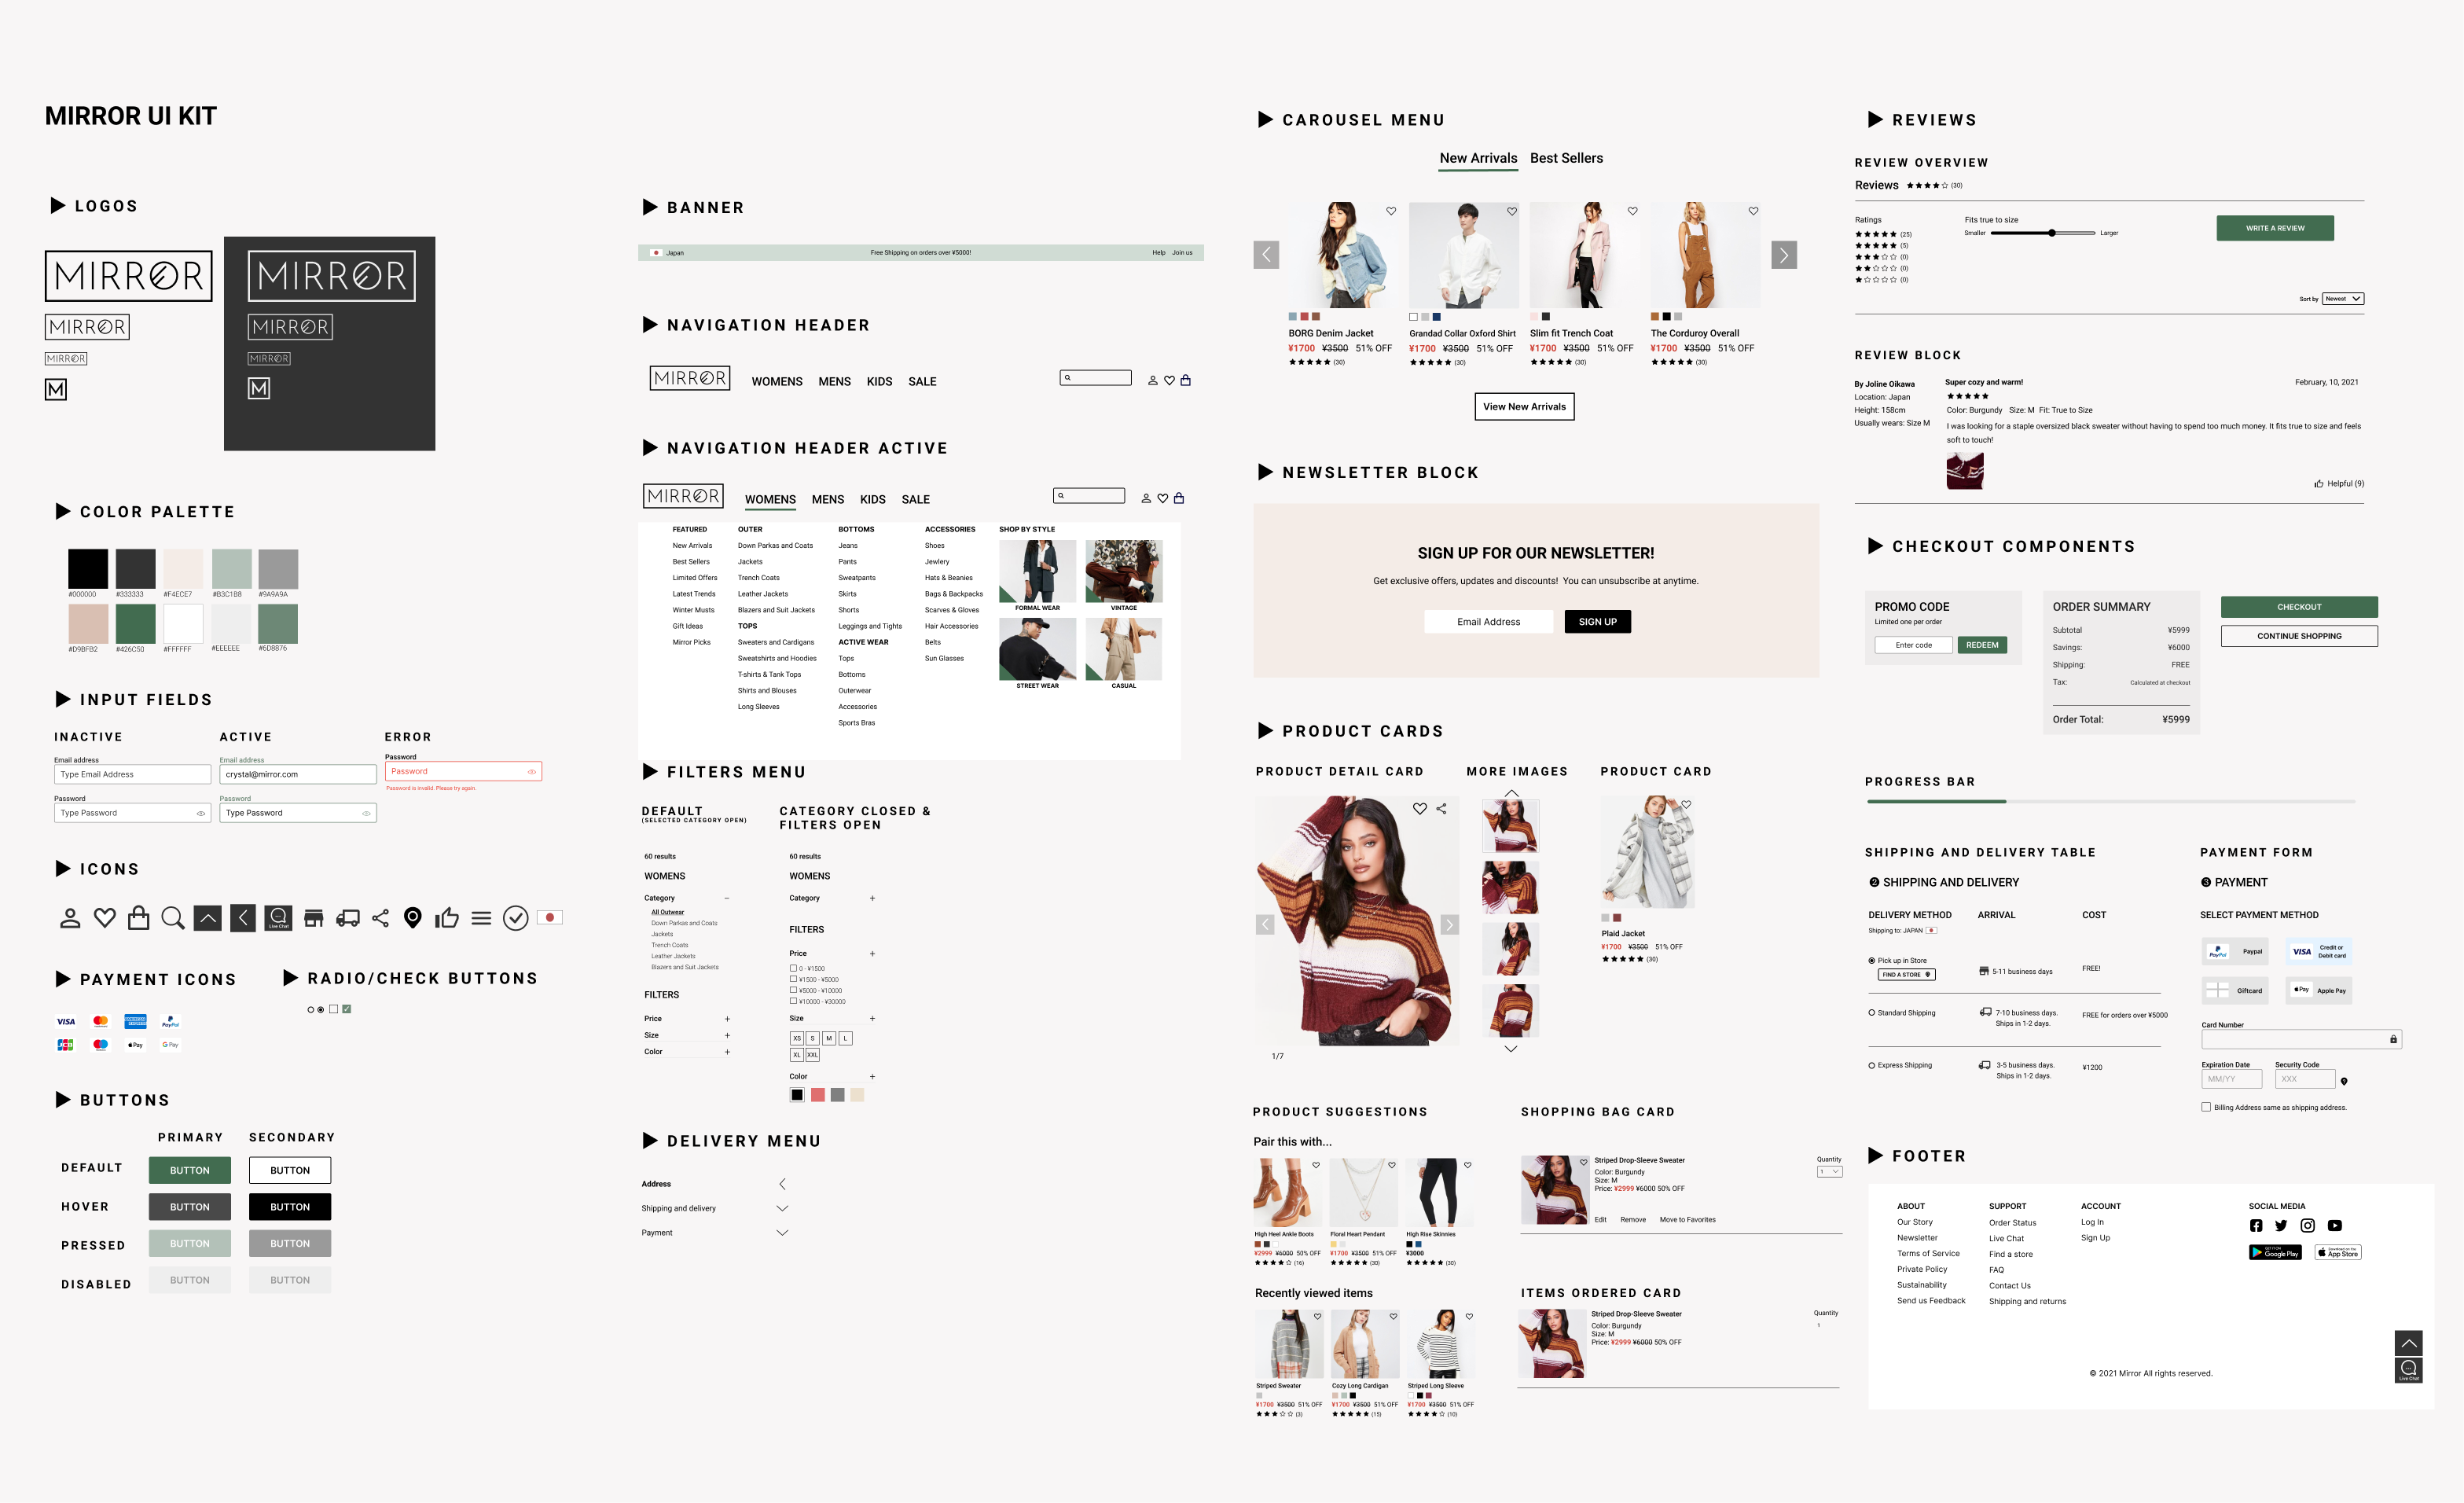 MIRROR UI KIT
LOGOS
MIRROR
MIRROR
MIRROR
M
MIRROR
MIRROR
MIRROR
M
COLOR PALETTE
#000000 #333333 #F4ECE7 #B3C1B8 #9A9A9A
#D9BFB2 #426C50 #FFFFFF #EEEEEE #6D8876
INPUT FIELDS
INACTIVE ACTIVE ERROR
Email address
Type Email Address
Password
Type Password
Email address
crystal@mirror.com
Password
Type Password
Password
Password
Password is invalid. Please try again.
ICONS
Live Chat
PAYMENT ICONS
VISA
AMERICAN EXPRESS
PayPal
JCB
Pay
G Pay
RADIO/CHECK BUTTONS
BUTTONS
PRIMARY SECONDARY
DEFAULT BUTTON BUTTON
HOVER BUTTON BUTTON
PRESSED BUTTON BUTTON
DISABLED BUTTON BUTTON
BANNER
Japan Free Shipping on orders over ¥5000! Help Join us
NAVIGATION HEADER
MIRROR WOMENS MENS KIDS SALE
NAVIGATION HEADER ACTIVE
MIRROR WOMENS MENS KIDS SALE
FEATURED
New Arrivals
Best Sellers
Limited Offers
Latest Trends
Winter Musts
Gift Ideas
Mirror Picks
OUTER
Down Parkas and Coats
Jackets
Trench Coats
Leather Jackets
Blazers and Suit Jackets
TOPS
Sweaters and Cardigans
Sweatshirts and Hoodies
T-shirts & Tank Tops
Shirts and Blouses
Long Sleeves
BOTTOMS
Jeans
Pants
Sweatpants
Skirts
Shorts
Leggings and Tights
ACTIVE WEAR
Tops
Bottoms
Outerwear
Accessories
Sports Bras
ACCESSORIES
Shoes
Jewlery
Hats & Beanies
Bags & Backpacks
Scarves & Gloves
Hair Accessories
Belts
Sun Glasses
SHOP BY STYLE
FORMAL WEAR VINTAGE
STREET WEAR CASUAL
FILTERS MENU
DEFAULT
(SELECTED CATEGORY OPEN)
60 results
WOMENS
Category −
All Outwear
Down Parkas and Coats
Jackets
Trench Coats
Leather Jackets
Blazers and Suit Jackets
FILTERS
Price +
Size +
Color +
CATEGORY CLOSED &
FILTERS OPEN
60 results
WOMENS
Category +
FILTERS
Price +
0 - ¥1500
¥1500 - ¥5000
¥5000 - ¥10000
¥10000 - ¥30000
Size +
XS S M L
XL XXL
Color +
DELIVERY MENU
Address
Shipping and delivery
Payment
CAROUSEL MENU
New Arrivals Best Sellers
BORG Denim Jacket
¥1700 ¥3500 51% OFF
(30)
Grandad Collar Oxford Shirt
¥1700 ¥3500 51% OFF
(30)
Slim fit Trench Coat
¥1700 ¥3500 51% OFF
(30)
The Corduroy Overall
¥1700 ¥3500 51% OFF
(30)
View New Arrivals
NEWSLETTER BLOCK
SIGN UP FOR OUR NEWSLETTER!
Get exclusive offers, updates and discounts! You can unsubscribe at anytime.
Email Address SIGN UP
PRODUCT CARDS
PRODUCT DETAIL CARD
1/7
MORE IMAGES
PRODUCT CARD
Plaid Jacket
¥1700 ¥3500 51% OFF
(30)
PRODUCT SUGGESTIONS
Pair this with...
High Heel Ankle Boots
¥2999 ¥6000 50% OFF
(16)
Floral Heart Pendant
¥1700 ¥3500 51% OFF
(30)
High Rise Skinnies
¥3000
(30)
Recently viewed items
Striped Sweater
¥1700 ¥3500 51% OFF
(3)
Cozy Long Cardigan
¥1700 ¥3500 51% OFF
(15)
Striped Long Sleeve
¥1700 ¥3500 51% OFF
(10)
SHOPPING BAG CARD
Striped Drop-Sleeve Sweater
Color: Burgundy
Size: M
Price: ¥2999 ¥6000 50% OFF
Edit Remove Move to Favorites
Quantity
1
ITEMS ORDERED CARD
Striped Drop-Sleeve Sweater
Color: Burgundy
Size: M
Price: ¥2999 ¥6000 50% OFF
Quantity
1
REVIEWS
REVIEW OVERVIEW
Reviews (30)
Ratings
(25)
(5)
(0)
(0)
(0)
Fits true to size
Smaller Larger
WRITE A REVIEW
Sort by Newest
REVIEW BLOCK
By Joline Oikawa
Location: Japan
Height: 158cm
Usually wears: Size M
Super cozy and warm!
February, 10, 2021
Color: Burgundy Size: M Fit: True to Size
I was looking for a staple oversized black sweater without having to spend too much money. It fits true to size and feels
soft to touch!
Helpful (9)
CHECKOUT COMPONENTS
PROMO CODE
Limited one per order
Enter code REDEEM
ORDER SUMMARY
Subtotal ¥5999
Savings: ¥6000
Shipping: FREE
Tax: Calculated at checkout
Order Total: ¥5999
CHECKOUT
CONTINUE SHOPPING
PROGRESS BAR
SHIPPING AND DELIVERY TABLE
2 SHIPPING AND DELIVERY
DELIVERY METHOD ARRIVAL COST
Shipping to: JAPAN
Pick up in Store 5-11 business days FREE!
FIND A STORE
Standard Shipping 7-10 business days. FREE for orders over ¥5000
Ships in 1-2 days.
Express Shipping 3-5 business days. ¥1200
Ships in 1-2 days.
PAYMENT FORM
3 PAYMENT
SELECT PAYMENT METHOD
PayPal Paypal
VISA Credit or
Debit card
Giftcard
Pay Apple Pay
Card Number
Expiration Date Security Code
MM/YY XXX
Billing Address same as shipping address.
FOOTER
ABOUT
Our Story
Newsletter
Terms of Service
Private Policy
Sustainability
Send us Feedback
SUPPORT
Order Status
Live Chat
Find a store
FAQ
Contact Us
Shipping and returns
ACCOUNT
Log In
Sign Up
SOCIAL MEDIA
GET IT ON
Google Play
Download on the
App Store
Live Chat
© 2021 Mirror All rights reserved.